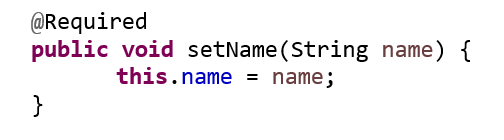 @Required
public void setName(String name) {
this.name = name;
}